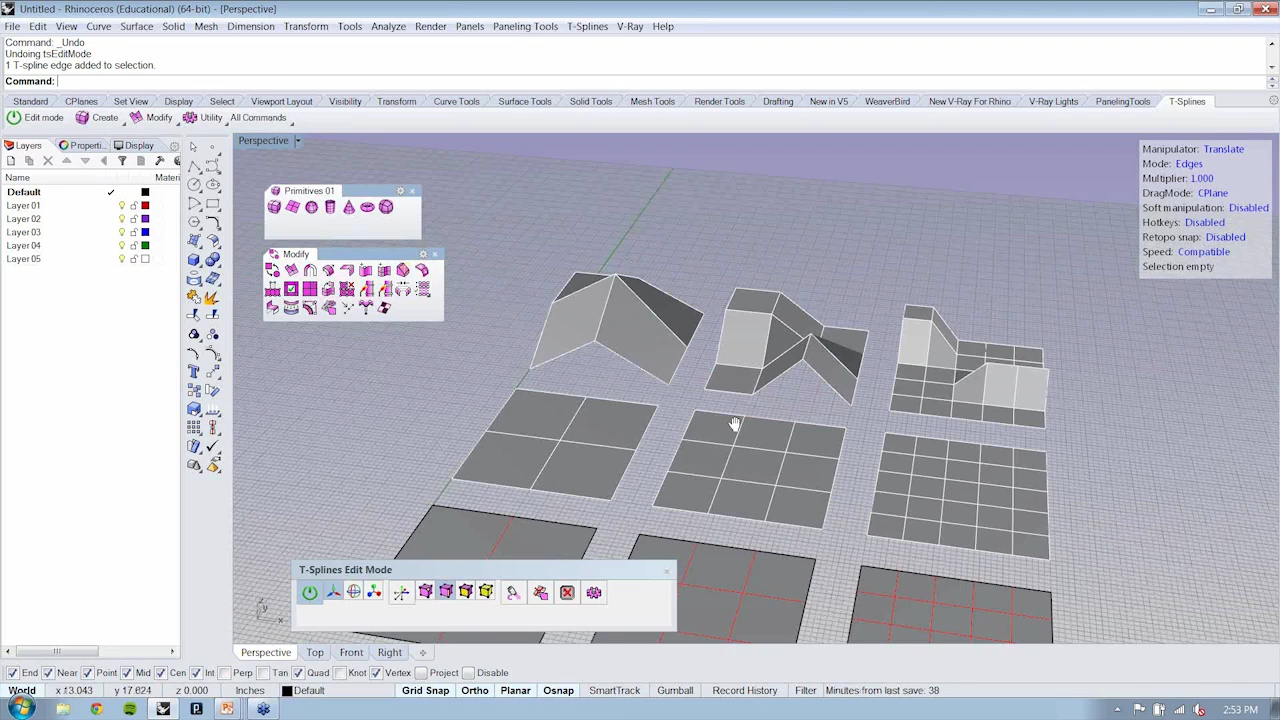 Untitled - Rhinoceros (Educational) (64-bit) - [Perspective]
File Edit View Curve Surface Solid Mesh Dimension Transform Tools Analyze Render Panels Paneling Tools T-Splines V-Ray Help
Command: _Undo
Undoing tsEditMode
1 T-spline edge added to selection.
Command:
Standard CPlanes Set View Display Select Viewport Layout Visibility Transform Curve Tools Surface Tools Solid Tools Mesh Tools Render Tools Drafting New in V5 WeaverBird New V-Ray For Rhino V-Ray Lights PanelingTools T-Splines
Edit mode Create Modify Utility All Commands
Layers Properti... Display
Perspective
Name Materi
Default
Layer 01
Layer 02
Layer 03
Layer 04
Layer 05
Primitives 01
Modify
Manipulator: Translate
Mode: Edges
Multiplier: 1.000
DragMode: CPlane
Soft manipulation: Disabled
Hotkeys: Disabled
Retopo snap: Disabled
Speed: Compatible
Selection empty
T-Splines Edit Mode
z
y
x
Perspective Top Front Right
End Near Point Mid Cen Int Perp Tan Quad Knot Vertex Project Disable
World x 13.043 y 17.624 z 0.000 Inches Default Grid Snap Ortho Planar Osnap SmartTrack Gumball Record History Filter Minutes from last save: 38
2:53 PM